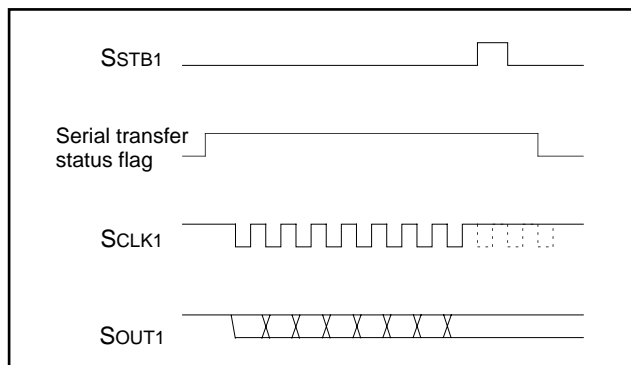 SSTB1
Serial transfer
status flag
SCLK1
SOUT1